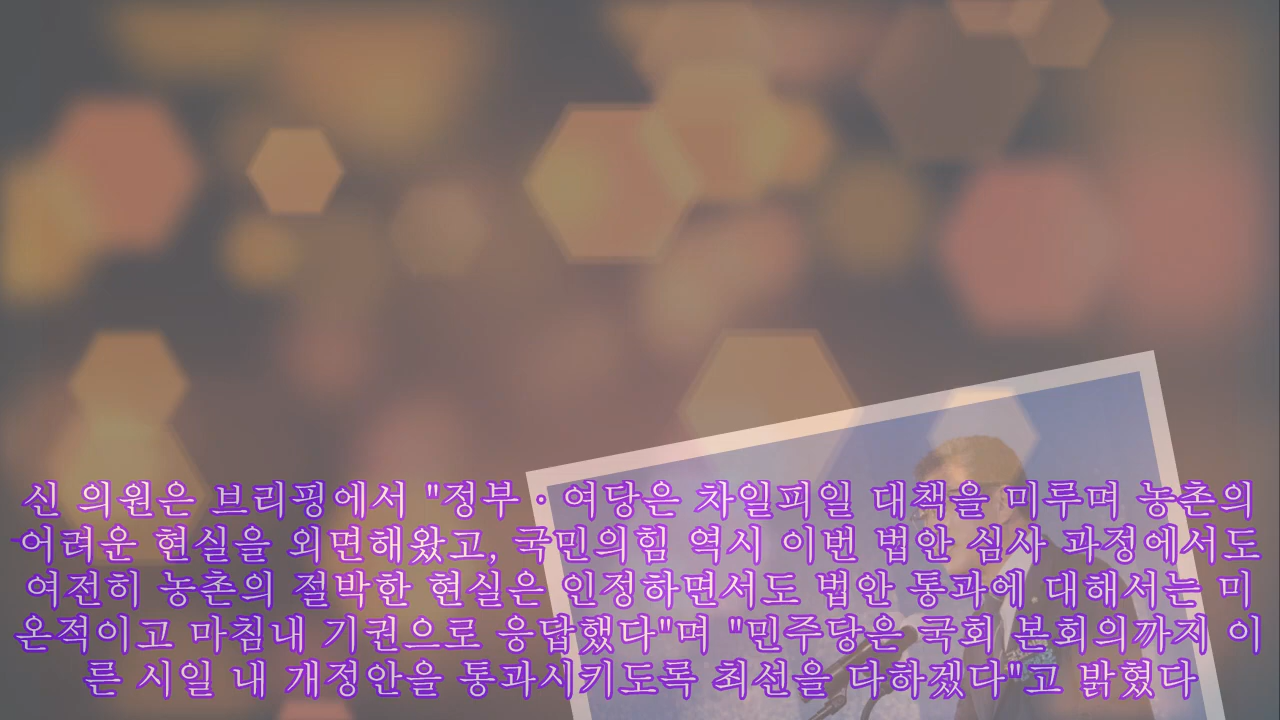 신 의원은 브리핑에서 "정부·여당은 차일피일 대책을 미루며 농촌의
어려운 현실을 외면해왔고, 국민의힘 역시 이번 법안 심사 과정에서도
여전히 농촌의 절박한 현실은 인정하면서도 법안 통과에 대해서는 미
온적이고 마침내 기권으로 응답했다"며 "민주당은 국회 본회의까지 이
른 시일 내 개정안을 통과시키도록 최선을 다하겠다"고 밝혔다